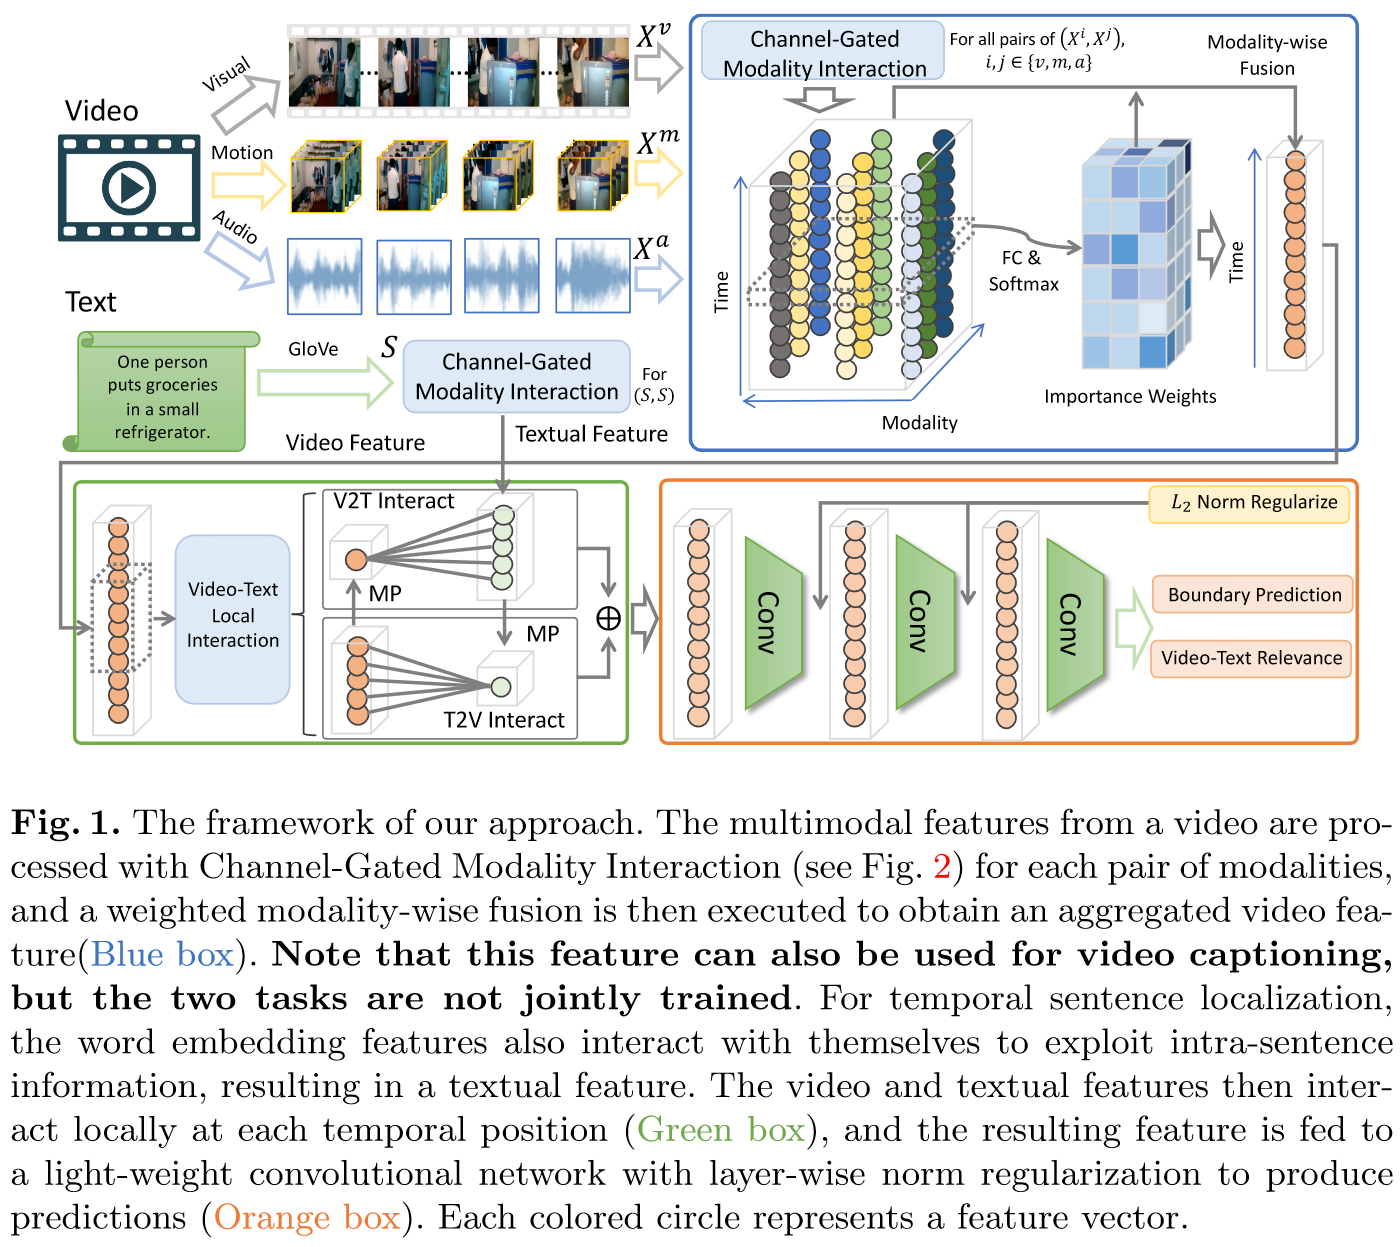 Video
Visual
Motion
Audio
X^v
X^m
X^a
Channel-Gated
Modality Interaction
For all pairs of (X^i, X^j),
i, j ∈ {v, m, a}
Modality-wise
Fusion
Time
Modality
FC &
Softmax
Importance Weights
Time
Text
One person
puts groceries
in a small
refrigerator.
GloVe
S
Channel-Gated
Modality Interaction
For
(S, S)
Video Feature
Textual Feature
Video-Text
Local
Interaction
V2T Interact
MP
MP
T2V Interact
Conv
Conv
Conv
L_2 Norm Regularize
Boundary Prediction
Video-Text Relevance
Fig. 1. The framework of our approach. The multimodal features from a video are pro-
cessed with Channel-Gated Modality Interaction (see Fig. 2) for each pair of modalities,
and a weighted modality-wise fusion is then executed to obtain an aggregated video fea-
ture(Blue box). Note that this feature can also be used for video captioning,
but the two tasks are not jointly trained. For temporal sentence localization,
the word embedding features also interact with themselves to exploit intra-sentence
information, resulting in a textual feature. The video and textual features then inter-
act locally at each temporal position (Green box), and the resulting feature is fed to
a light-weight convolutional network with layer-wise norm regularization to produce
predictions (Orange box). Each colored circle represents a feature vector.